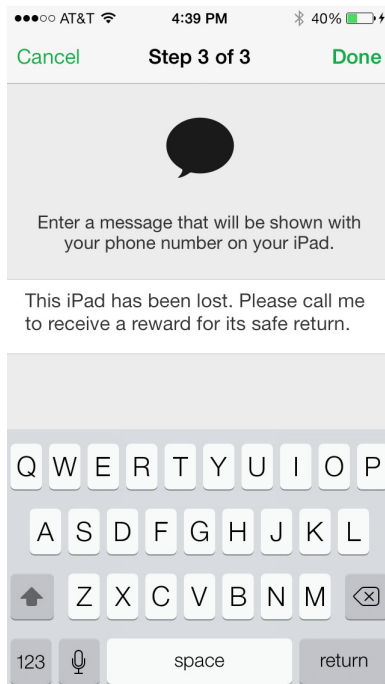 AT&T 4:39 PM 40%
Cancel Step 3 of 3 Done
Enter a message that will be shown with
your phone number on your iPad.
This iPad has been lost. Please call me
to receive a reward for its safe return.
Q W E R T Y U I O P
A S D F G H J K L
Z X C V B N M
123 space return